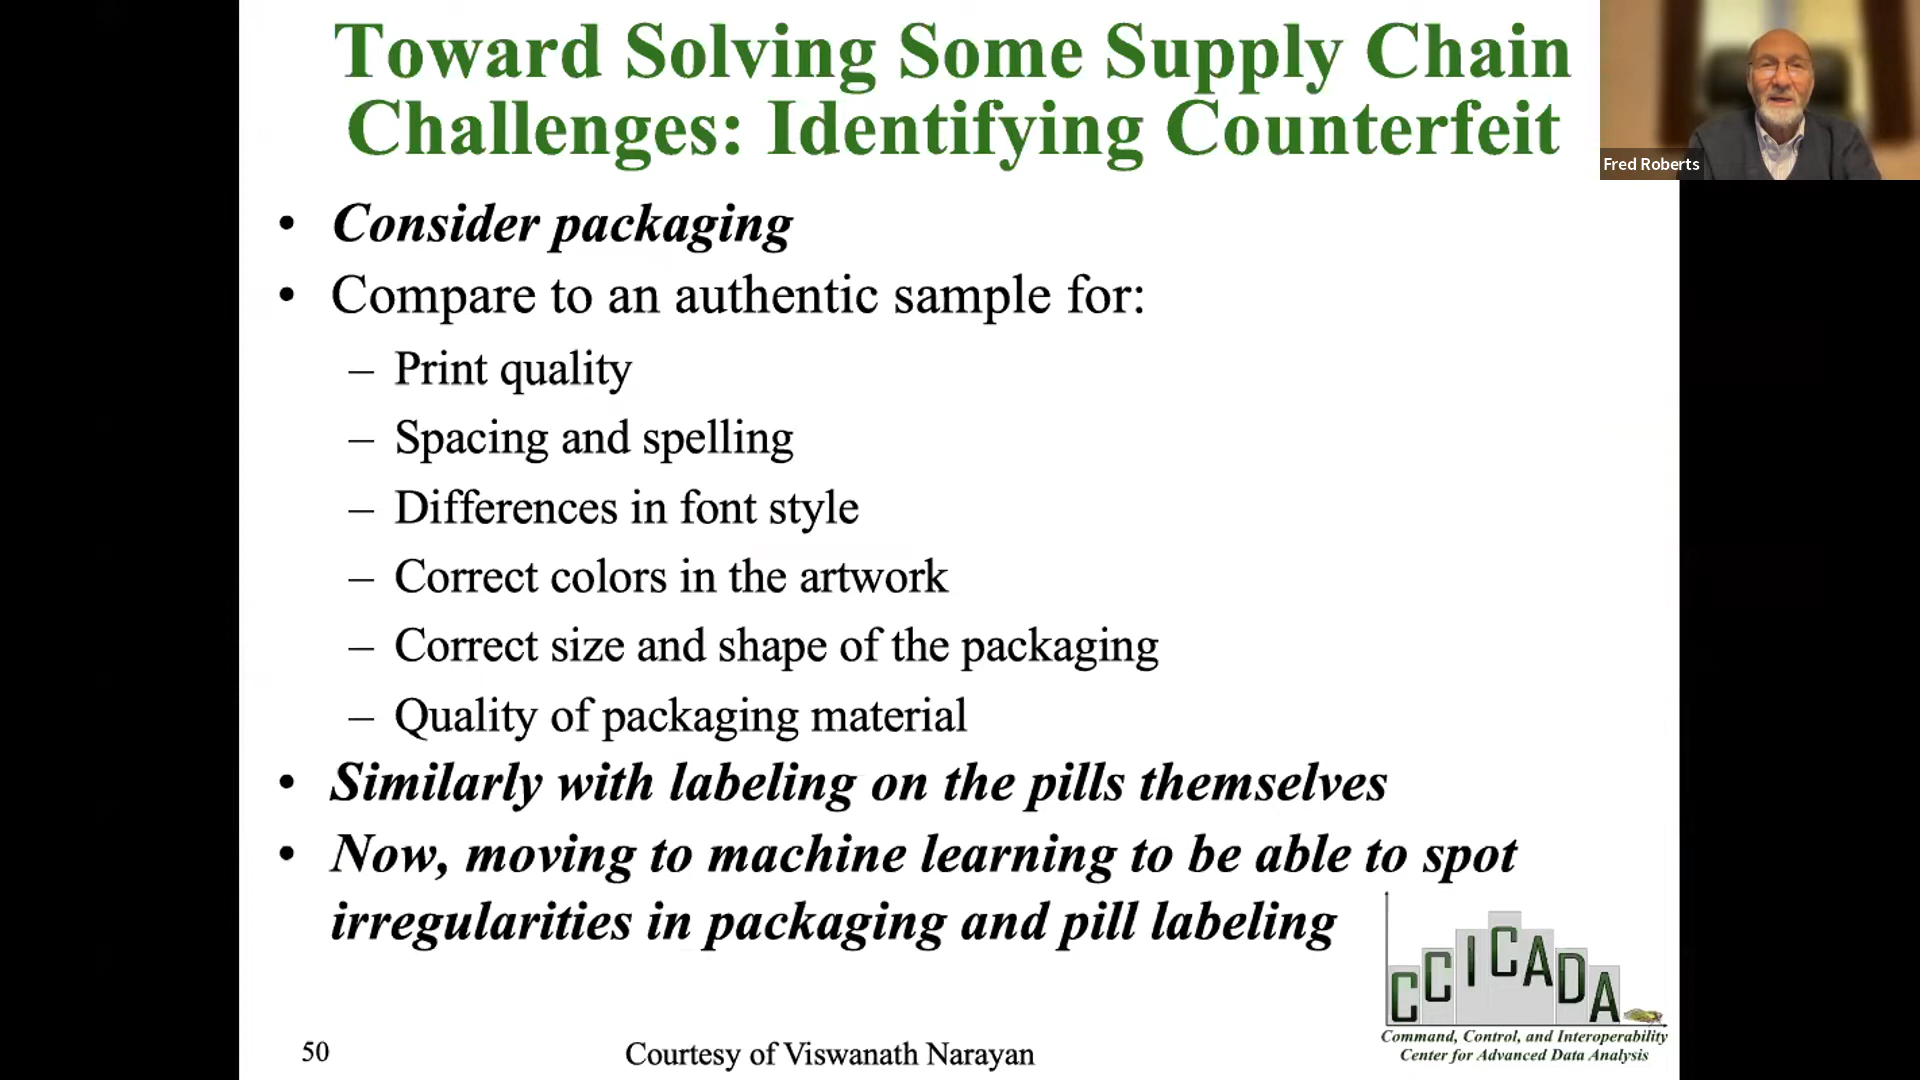 Toward Solving Some Supply Chain
Challenges: Identifying Counterfeit
Fred Roberts
• Consider packaging
• Compare to an authentic sample for:
– Print quality
– Spacing and spelling
– Differences in font style
– Correct colors in the artwork
– Correct size and shape of the packaging
– Quality of packaging material
• Similarly with labeling on the pills themselves
• Now, moving to machine learning to be able to spot
irregularities in packaging and pill labeling
CCICADA
Command, Control, and Interoperability
Center for Advanced Data Analysis
50
Courtesy of Viswanath Narayan